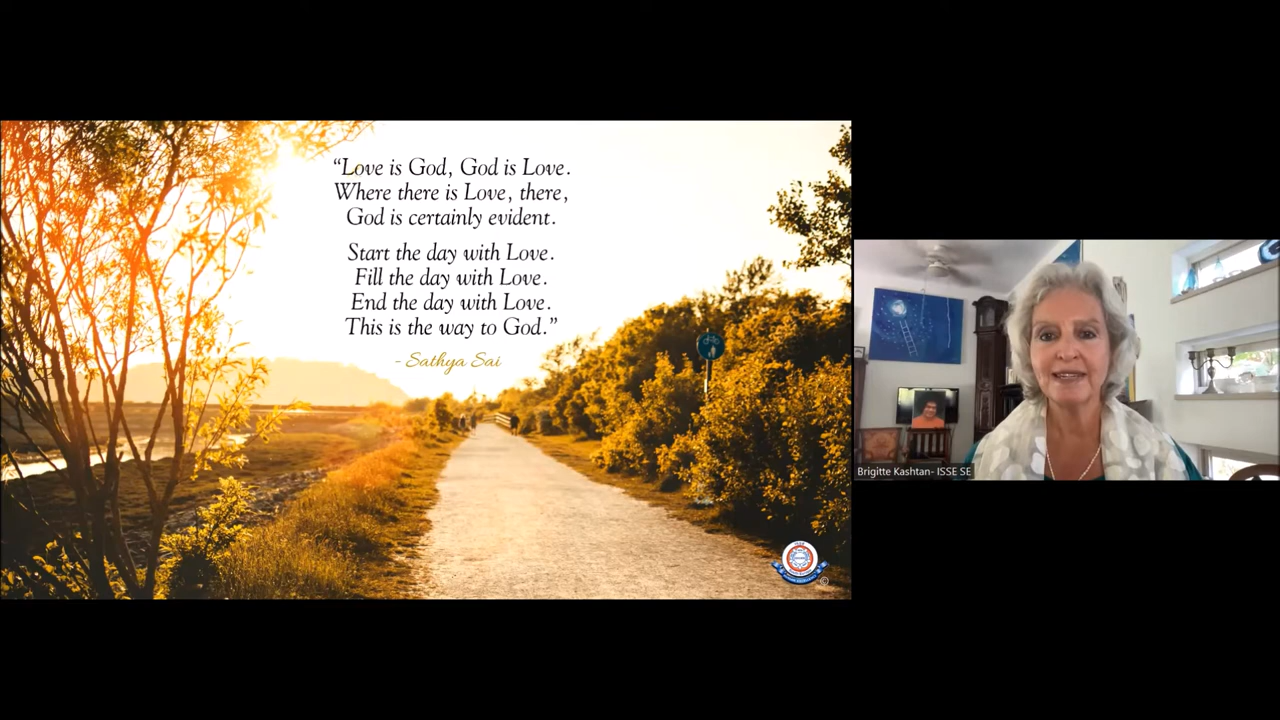 “Love is God, God is Love.
Where there is Love, there,
God is certainly evident.
Start the day with Love.
Fill the day with Love.
End the day with Love.
This is the way to God.”
- Sathya Sai
©
Brigitte Kashtan- ISSE SE